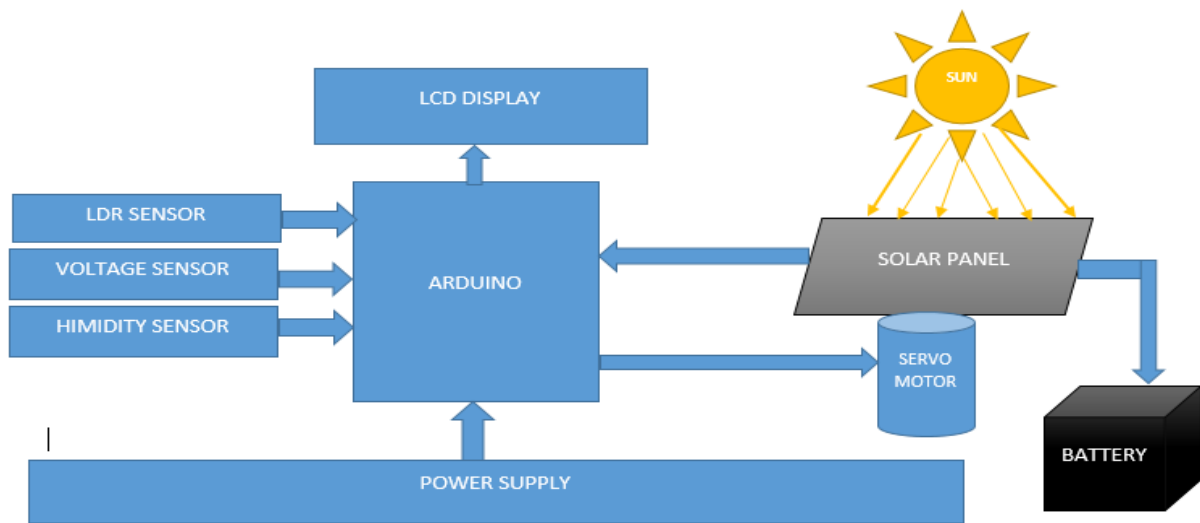 LCD DISPLAY
SUN
LDR SENSOR
VOLTAGE SENSOR
HIMIDITY SENSOR
ARDUINO
SOLAR PANEL
SERVO
MOTOR
BATTERY
POWER SUPPLY